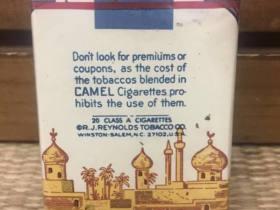 Don't look for premiums or
coupons, as the cost of
the tobaccos blended in
CAMEL Cigarettes pro-
hibits the use of them.
20 CLASS A CIGARETTES
©R.J. REYNOLDS TOBACCO CO.
WINSTON-SALEM, N.C. 27102, U.S.A.